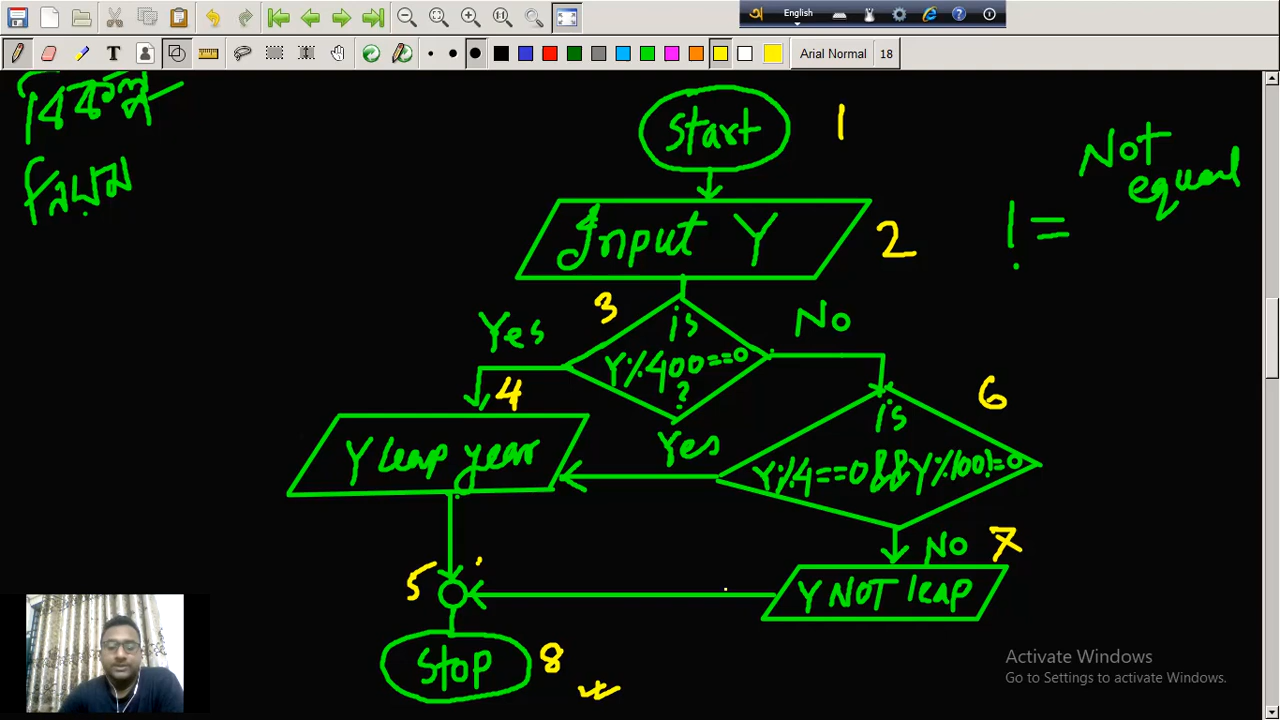 English
Arial Normal 18
নিয়ম
Start 1
Input Y 2
!= Not
equal
3
is
Y%400==0
?
Yes
No
4
Y leap year
Yes
6
is
Y%4==0&&Y%100!=0
No
7
Y NOT leap
5
Stop 8
Activate Windows
Go to Settings to activate Windows.